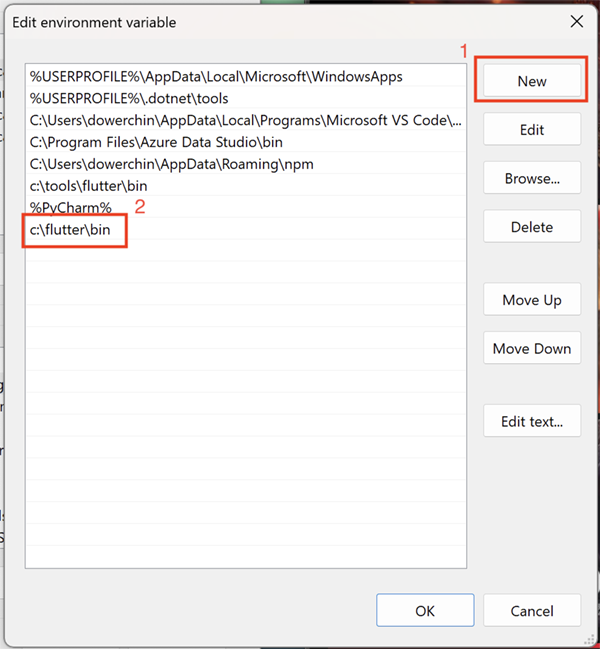 Edit environment variable
1
%USERPROFILE%\AppData\Local\Microsoft\WindowsApps
New
%USERPROFILE%\.dotnet\tools
C:\Users\dowerchin\AppData\Local\Programs\Microsoft VS Code\...
Edit
C:\Program Files\Azure Data Studio\bin
C:\Users\dowerchin\AppData\Roaming\npm
Browse...
c:\tools\flutter\bin
%PyCharm%
2
c:\flutter\bin
Delete
Move Up
Move Down
Edit text...
OK
Cancel